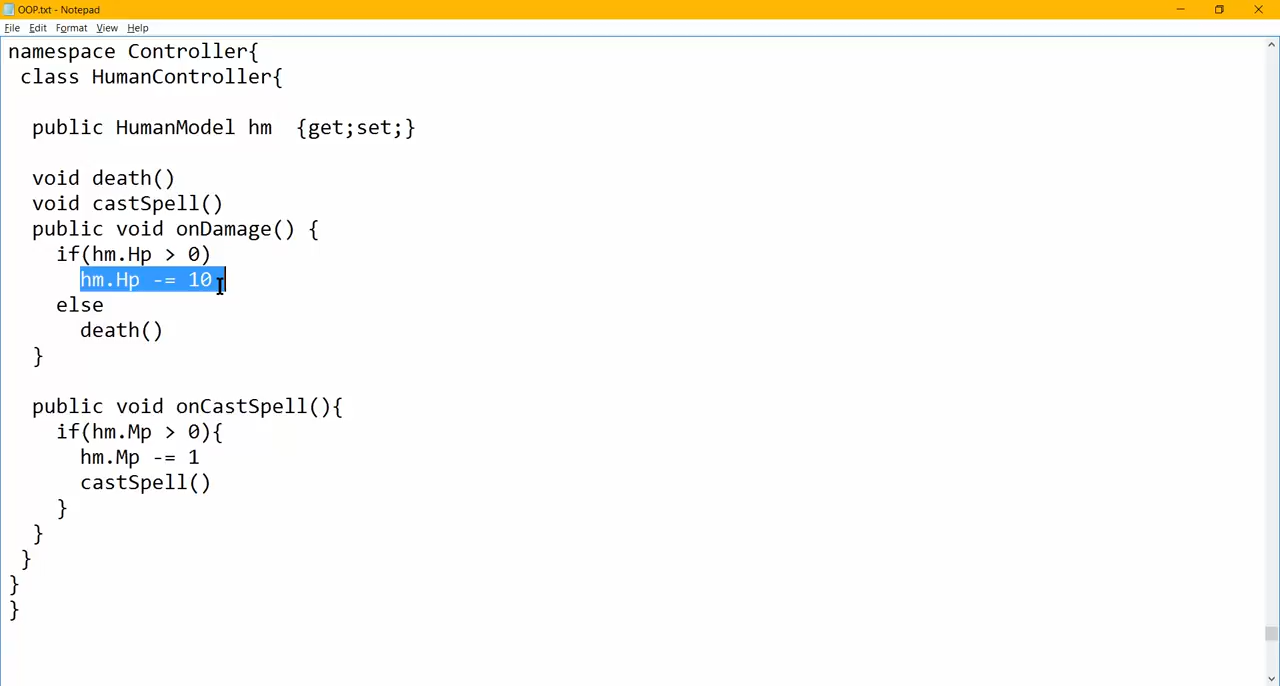 OOP.txt - Notepad
File Edit Format View Help
namespace Controller{
class HumanController{
public HumanModel hm {get;set;}
void death()
void castSpell()
public void onDamage() {
if(hm.Hp > 0)
hm.Hp -= 10
else
death()
}
public void onCastSpell(){
if(hm.Mp > 0){
hm.Mp -= 1
castSpell()
}
}
}
}
}